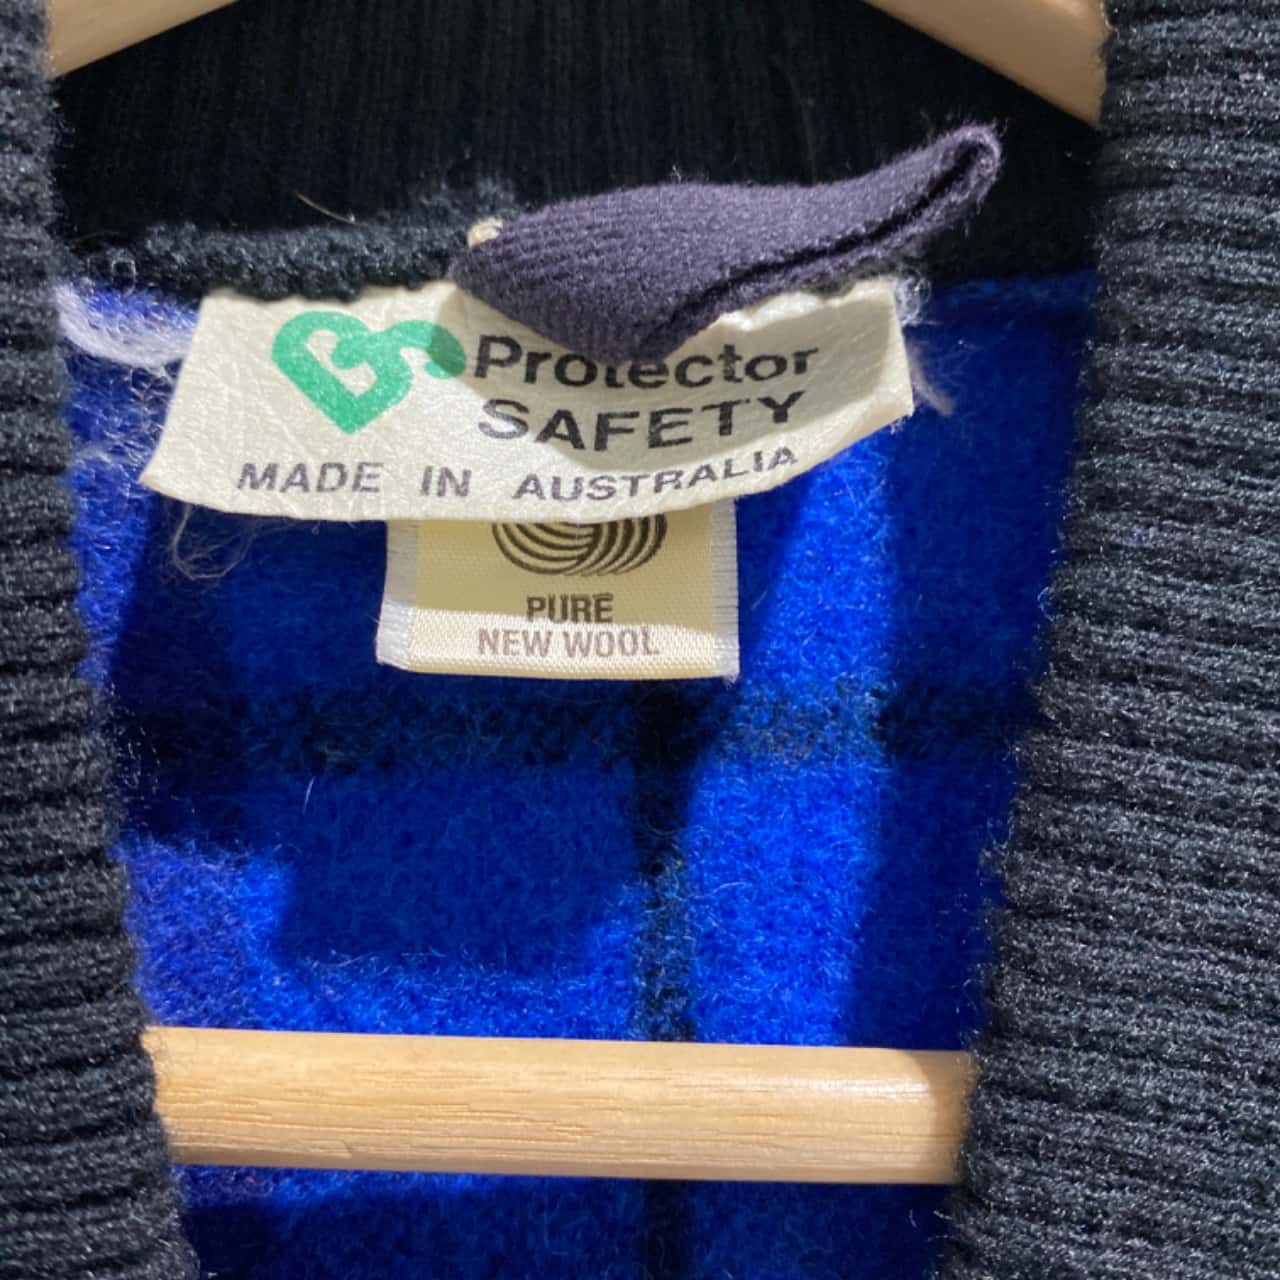 Protector
SAFETY
MADE IN AUSTRALIA
PURE
NEW WOOL